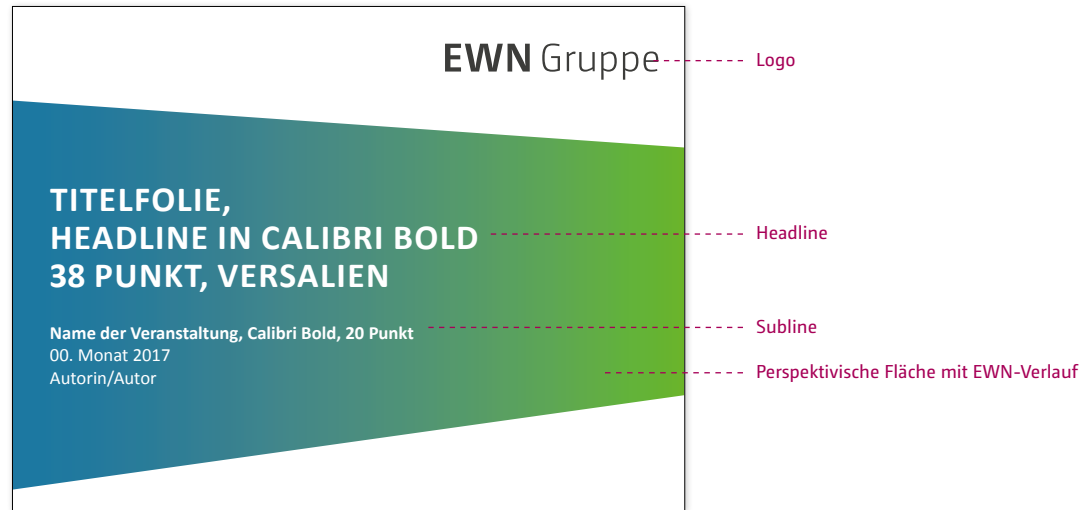 EWN Gruppe
Logo
TITELFOLIE,
HEADLINE IN CALIBRI BOLD
38 PUNKT, VERSALIEN
Headline
Name der Veranstaltung, Calibri Bold, 20 Punkt
00. Monat 2017
Autorin/Autor
Subline
Perspektivische Fläche mit EWN-Verlauf